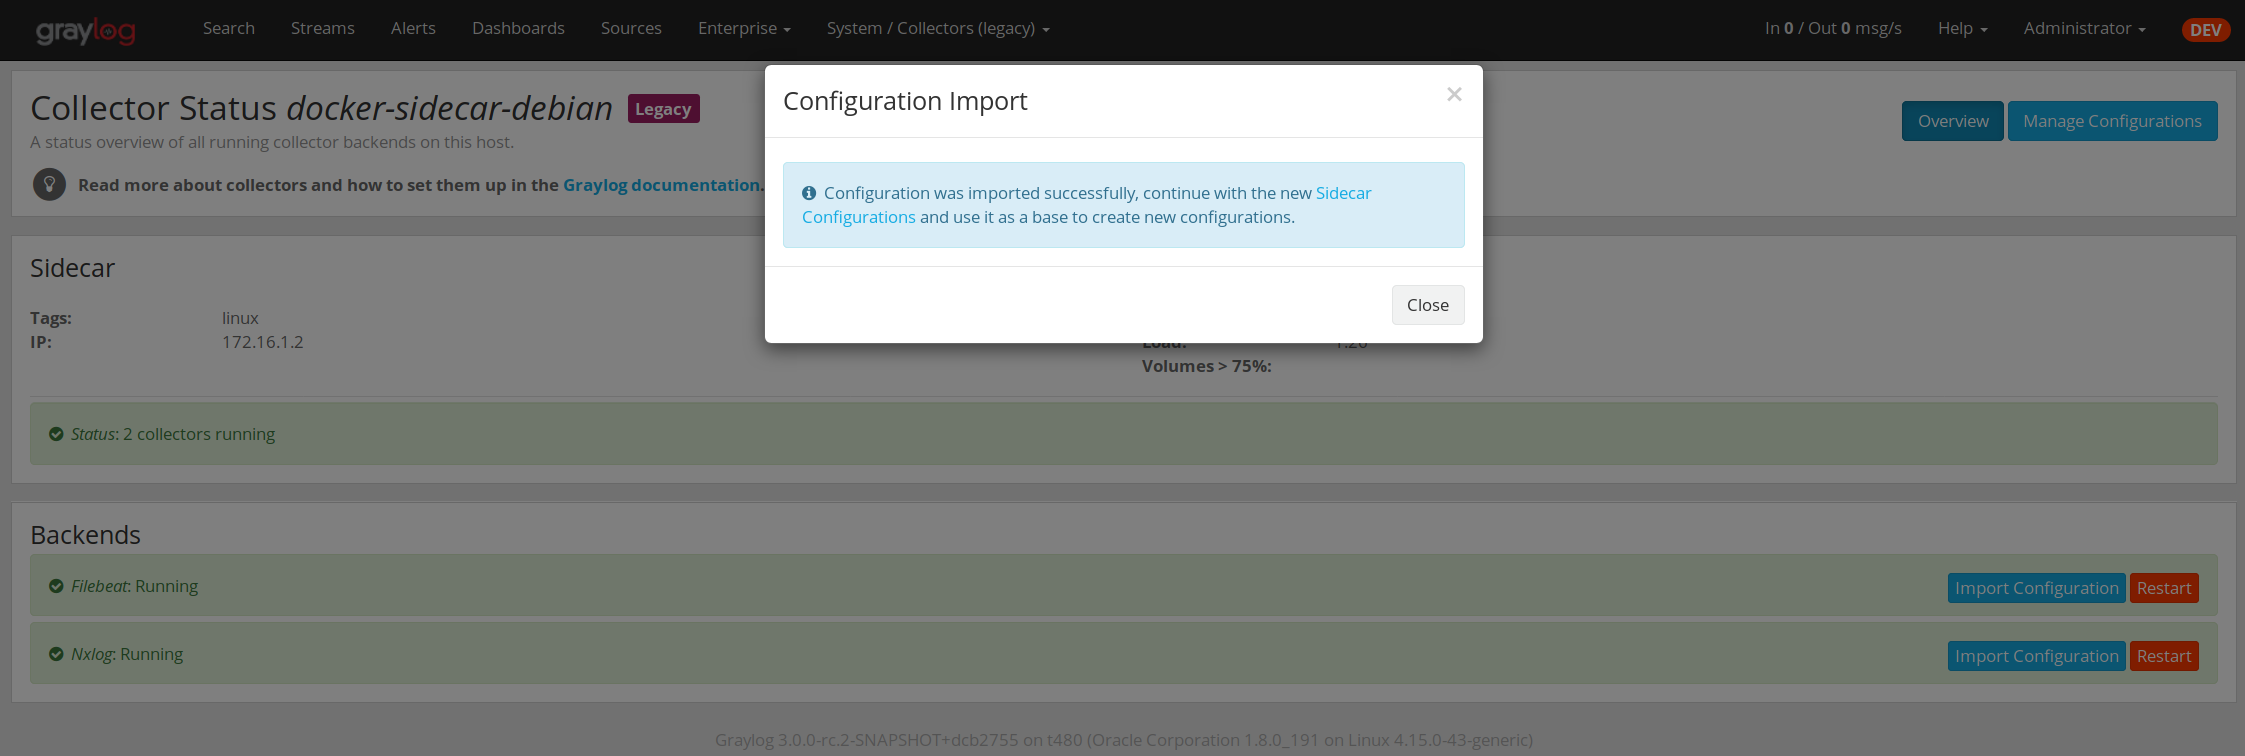 graylog Search Streams Alerts Dashboards Sources Enterprise System / Collectors (legacy) In 0 / Out 0 msg/s Help Administrator DEV
Configuration Import ×
Configuration was imported successfully, continue with the new Sidecar
Configurations and use it as a base to create new configurations.
Close
Collector Status docker-sidecar-debian Legacy
A status overview of all running collector backends on this host.
Read more about collectors and how to set them up in the Graylog documentation.
Overview Manage Configurations
Sidecar
Tags: linux
IP: 172.16.1.2
Load: 1.26
Volumes > 75%:
Status: 2 collectors running
Backends
Filebeat: Running Import Configuration Restart
Nxlog: Running Import Configuration Restart
Graylog 3.0.0-rc.2-SNAPSHOT+dcb2755 on t480 (Oracle Corporation 1.8.0_191 on Linux 4.15.0-43-generic)